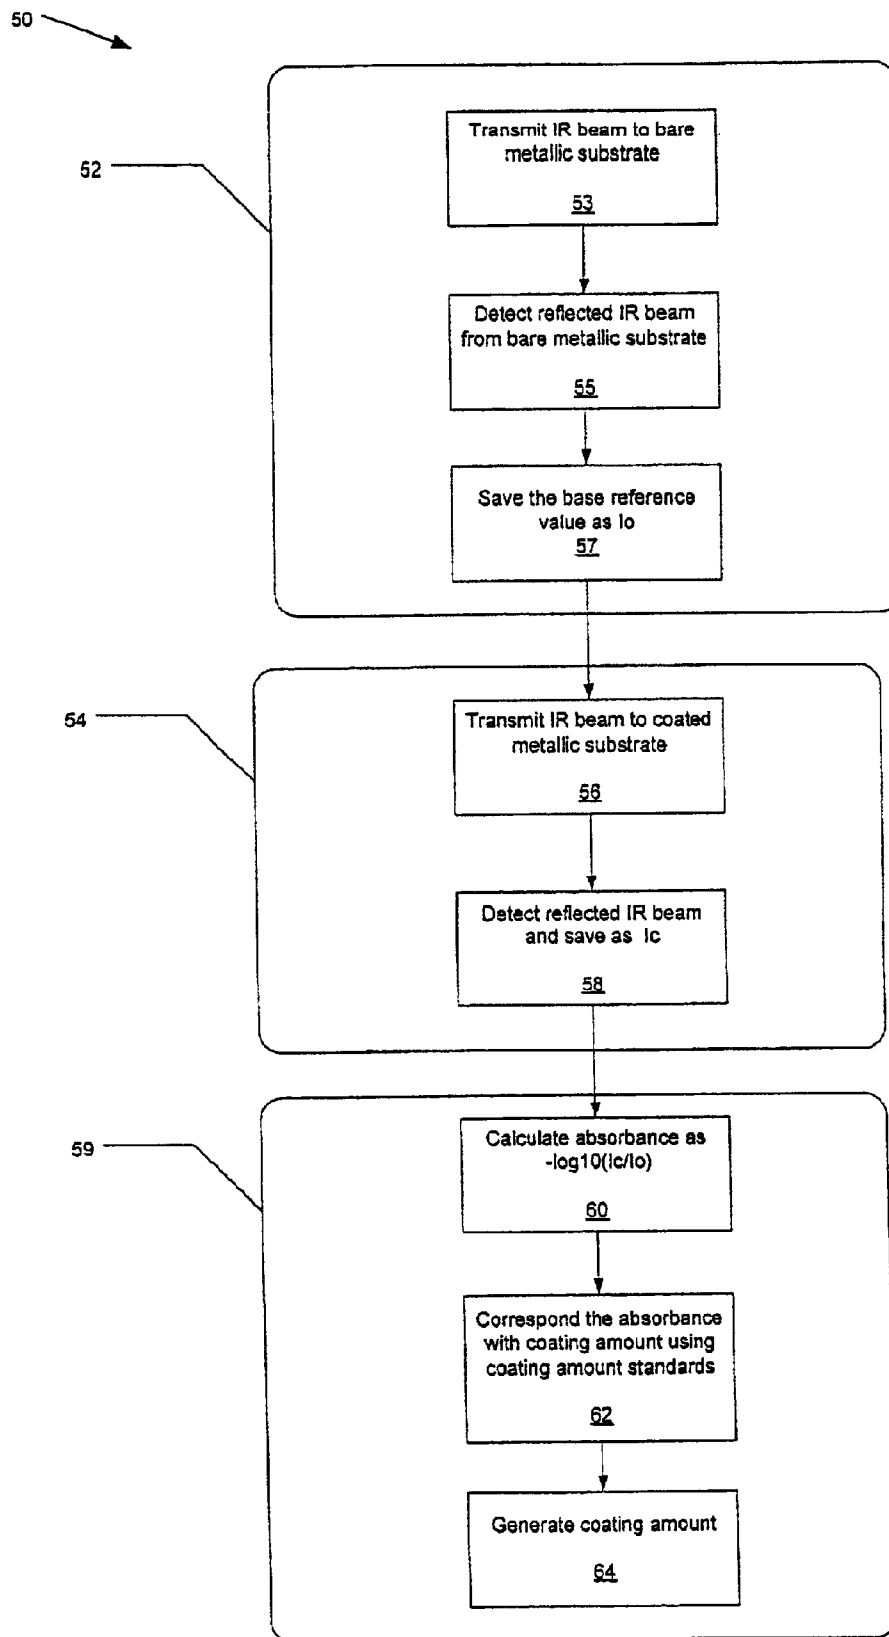 50
52
Transmit IR beam to bare
metallic substrate
53
Detect reflected IR beam
from bare metallic substrate
55
Save the base reference
value as Io
57
54
Transmit IR beam to coated
metallic substrate
56
Detect reflected IR beam
and save as Ic
58
59
Calculate absorbance as
-log10(Ic/Io)
60
Correspond the absorbance
with coating amount using
coating amount standards
62
Generate coating amount
64